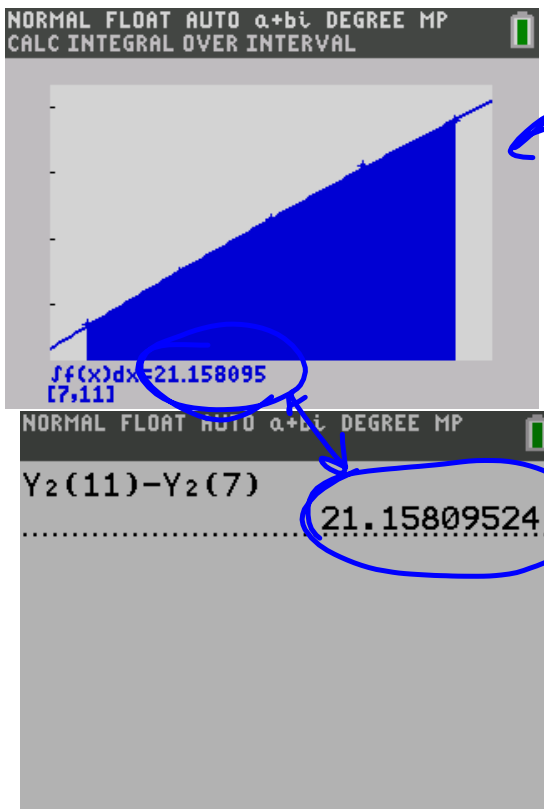 NORMAL FLOAT AUTO a+bi DEGREE MP
CALC INTEGRAL OVER INTERVAL
∫f(x)dx=21.158095
[7,11]
NORMAL FLOAT AUTO a+bi DEGREE MP
Y₂(11)-Y₂(7)
21.15809524